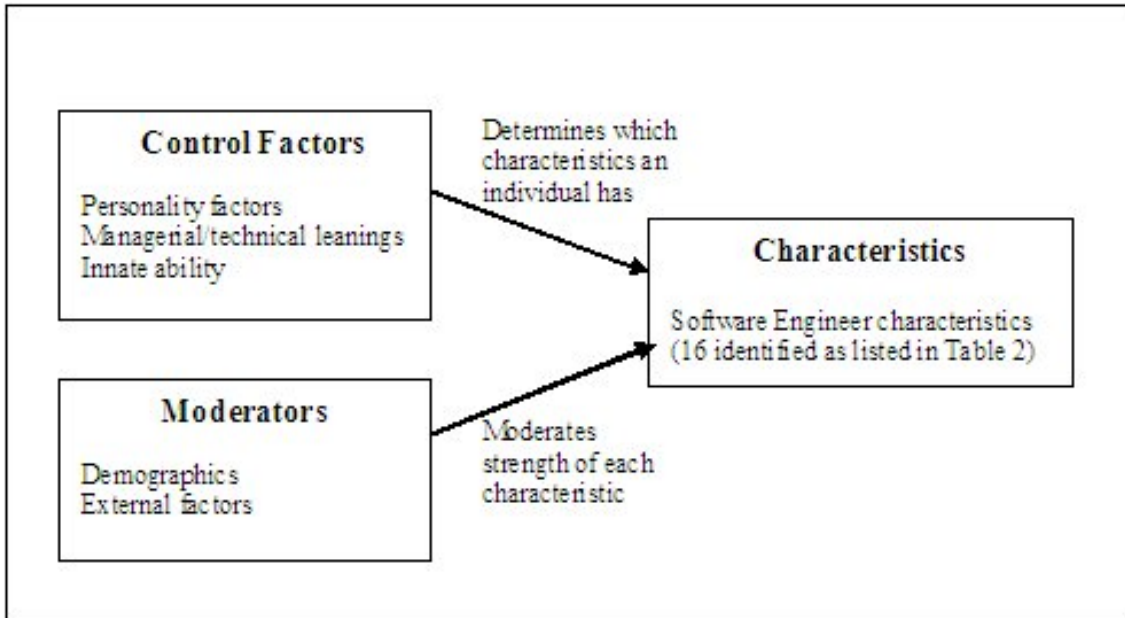 Control Factors
Personality factors
Managerial/technical leanings
Innate ability
Determines which
characteristics an
individual has
Characteristics
Software Engineer characteristics
(16 identified as listed in Table 2)
Moderators
Demographics
External factors
Moderates
strength of each
characteristic